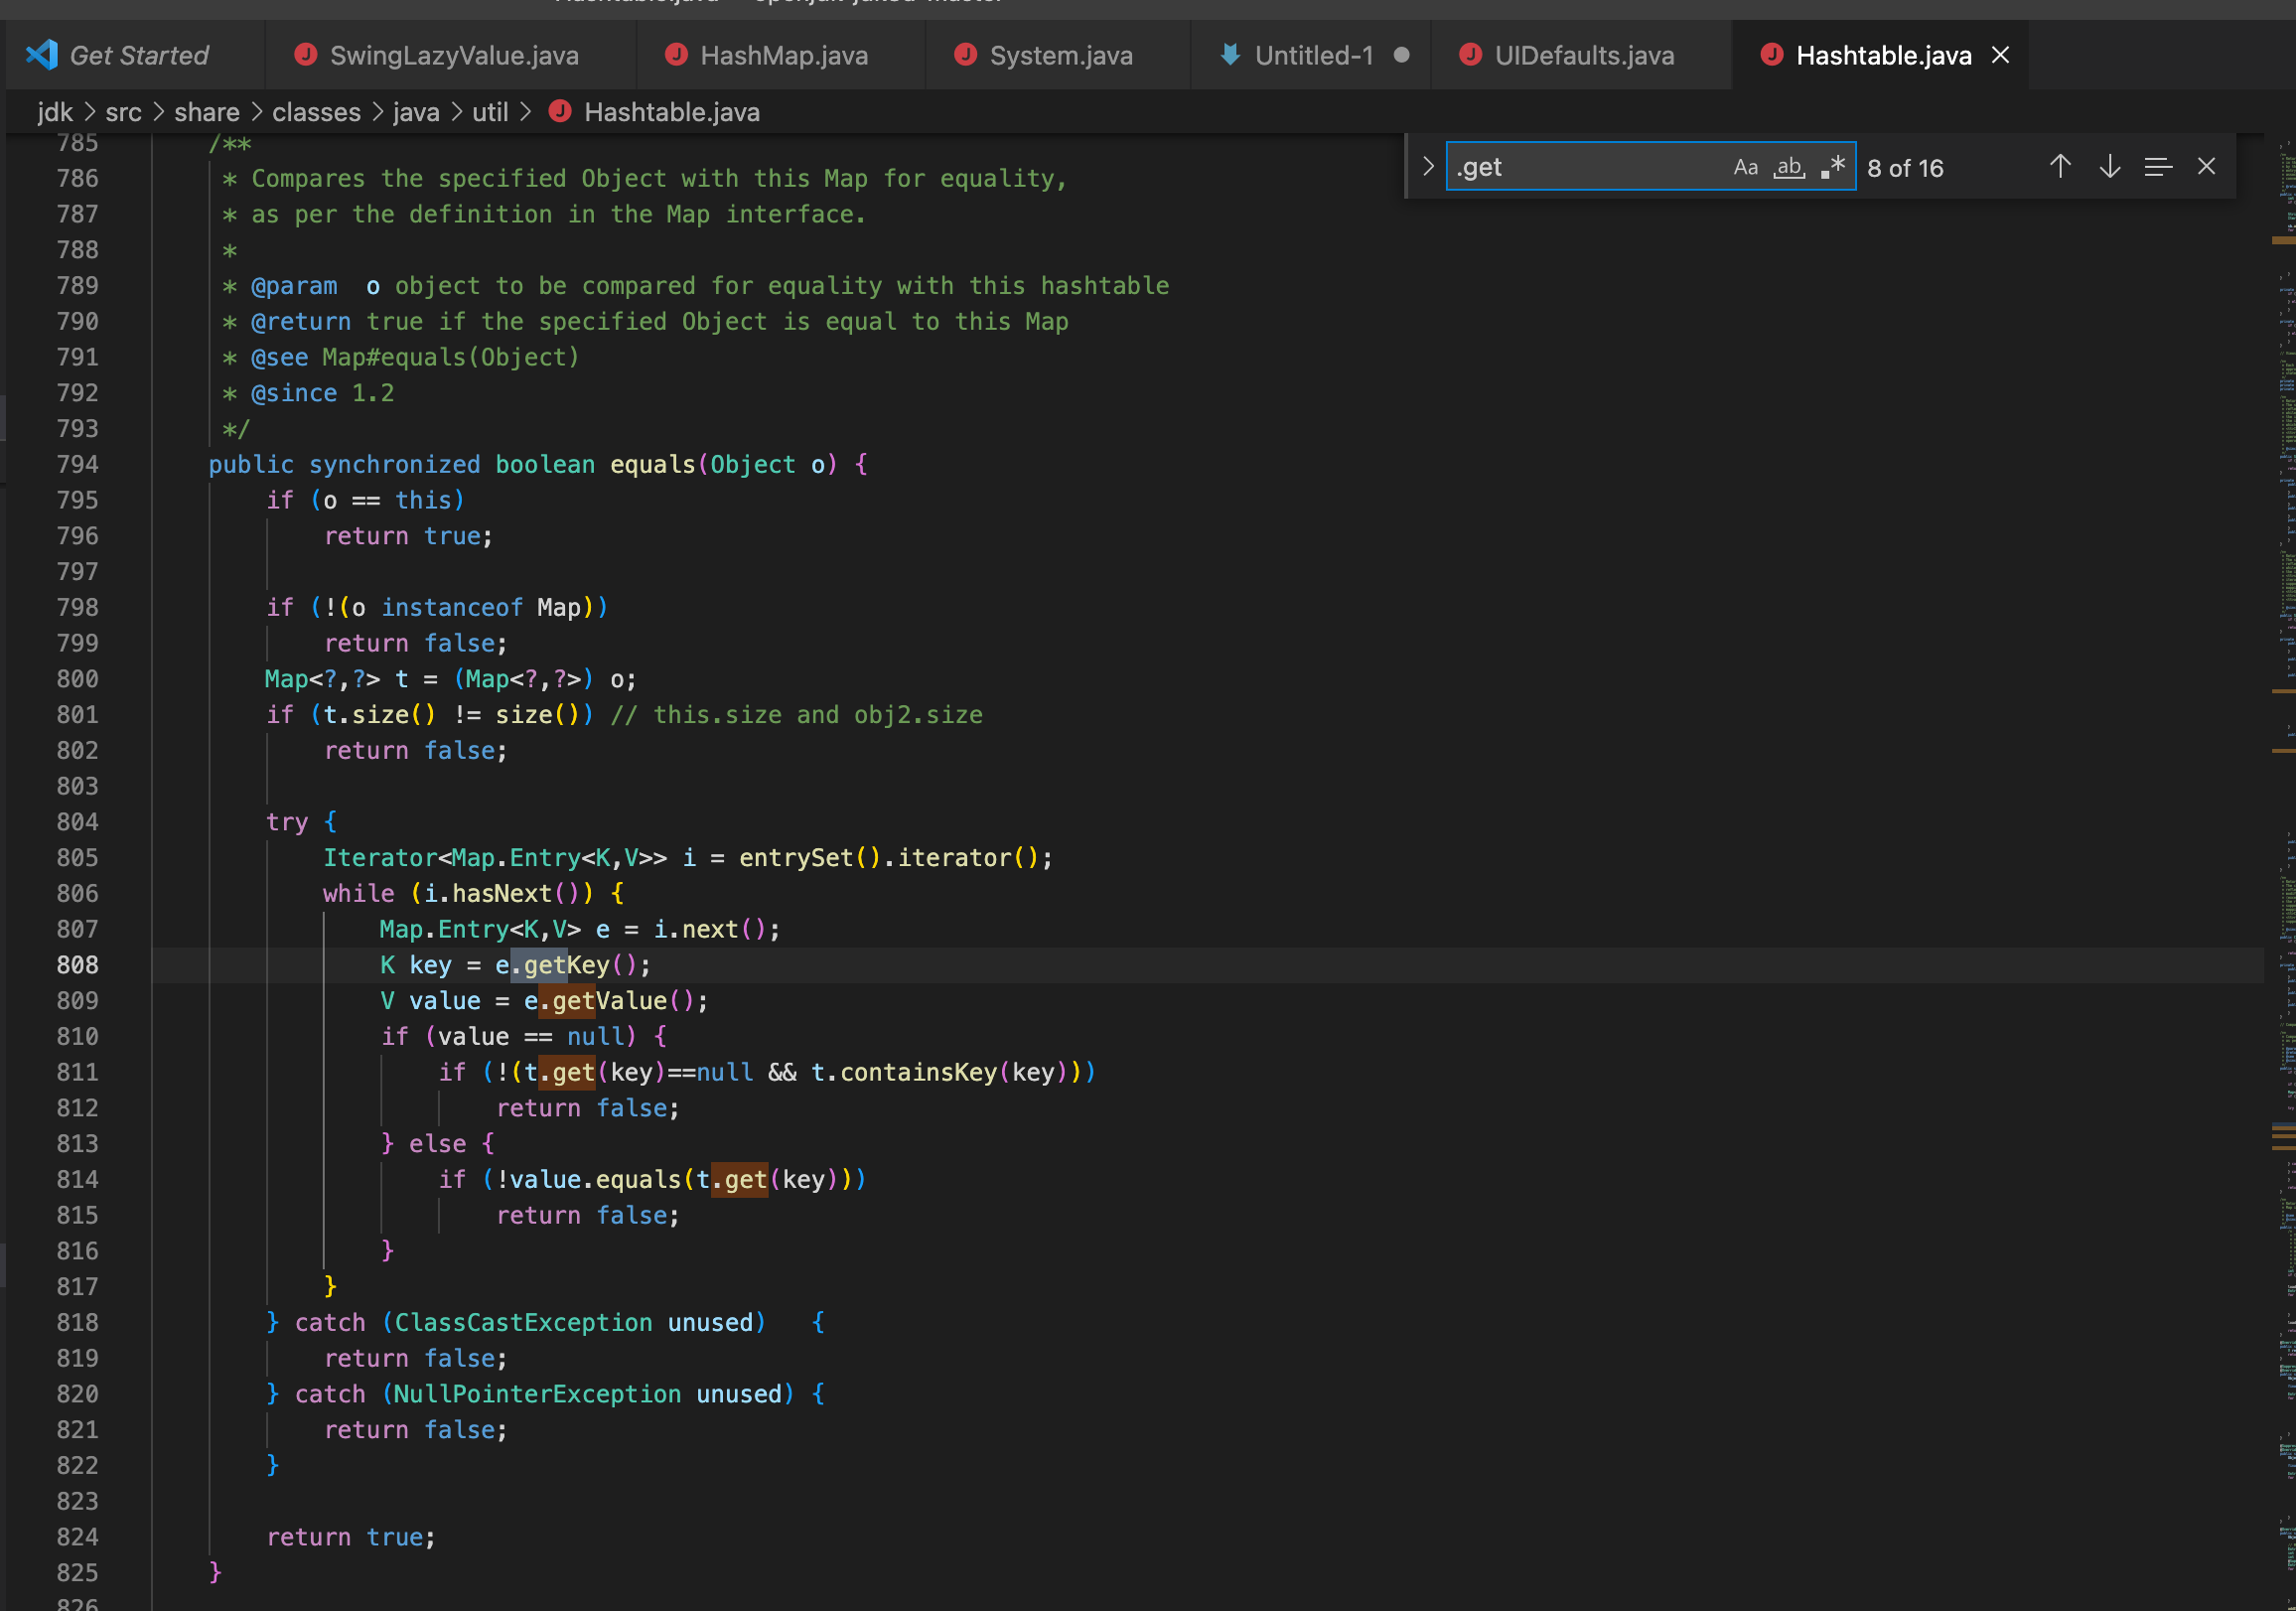 Get Started SwingLazyValue.java HashMap.java System.java Untitled-1 UIDefaults.java Hashtable.java
jdk > src > share > classes > java > util > Hashtable.java
.get Aa ab .* 8 of 16
785 /**
786 * Compares the specified Object with this Map for equality,
787 * as per the definition in the Map interface.
788 *
789 * @param  o object to be compared for equality with this hashtable
790 * @return true if the specified Object is equal to this Map
791 * @see Map#equals(Object)
792 * @since 1.2
793 */
794 public synchronized boolean equals(Object o) {
795 if (o == this)
796 return true;
797
798 if (!(o instanceof Map))
799 return false;
800 Map<?,?> t = (Map<?,?>) o;
801 if (t.size() != size()) // this.size and obj2.size
802 return false;
803
804 try {
805 Iterator<Map.Entry<K,V>> i = entrySet().iterator();
806 while (i.hasNext()) {
807 Map.Entry<K,V> e = i.next();
808 K key = e.getKey();
809 V value = e.getValue();
810 if (value == null) {
811 if (!(t.get(key)==null && t.containsKey(key)))
812 return false;
813 } else {
814 if (!value.equals(t.get(key)))
815 return false;
816 }
817 }
818 } catch (ClassCastException unused)   {
819 return false;
820 } catch (NullPointerException unused) {
821 return false;
822 }
823
824 return true;
825 }
826